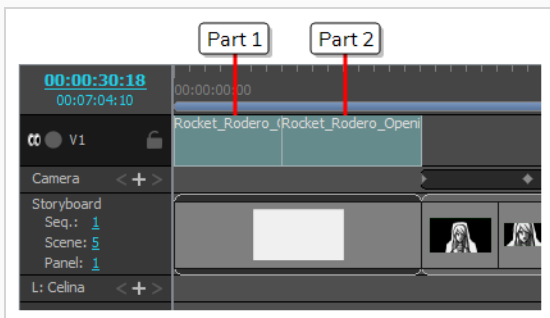 Part 1
Part 2
00:00:30:18
00:07:04:10
00:00:00:00
V1
Rocket_Rodero_(
Rocket_Rodero_Openi
Camera
Storyboard
Seq.: 1
Scene: 5
Panel: 1
L: Celina